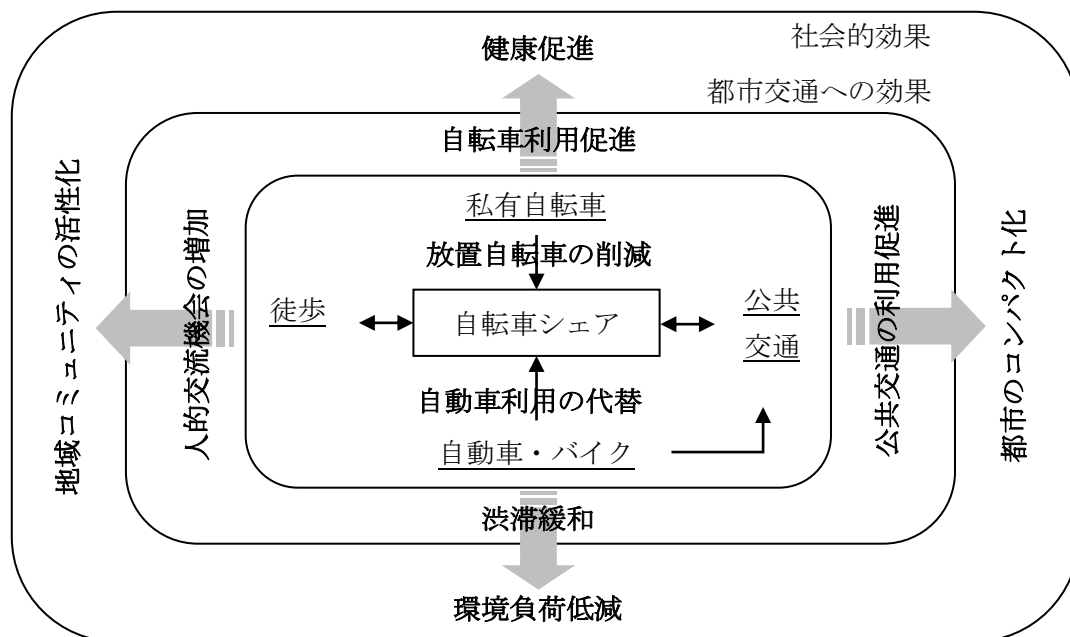 社会的効果
健康促進
都市交通への効果
自転車利用促進
地域コミュニティの活性化
人的交流機会の増加
私有自転車
放置自転車の削減
徒歩
自転車シェア
公共
交通
自動車利用の代替
自動車・バイク
公共交通の利用促進
都市のコンパクト化
渋滞緩和
環境負荷低減